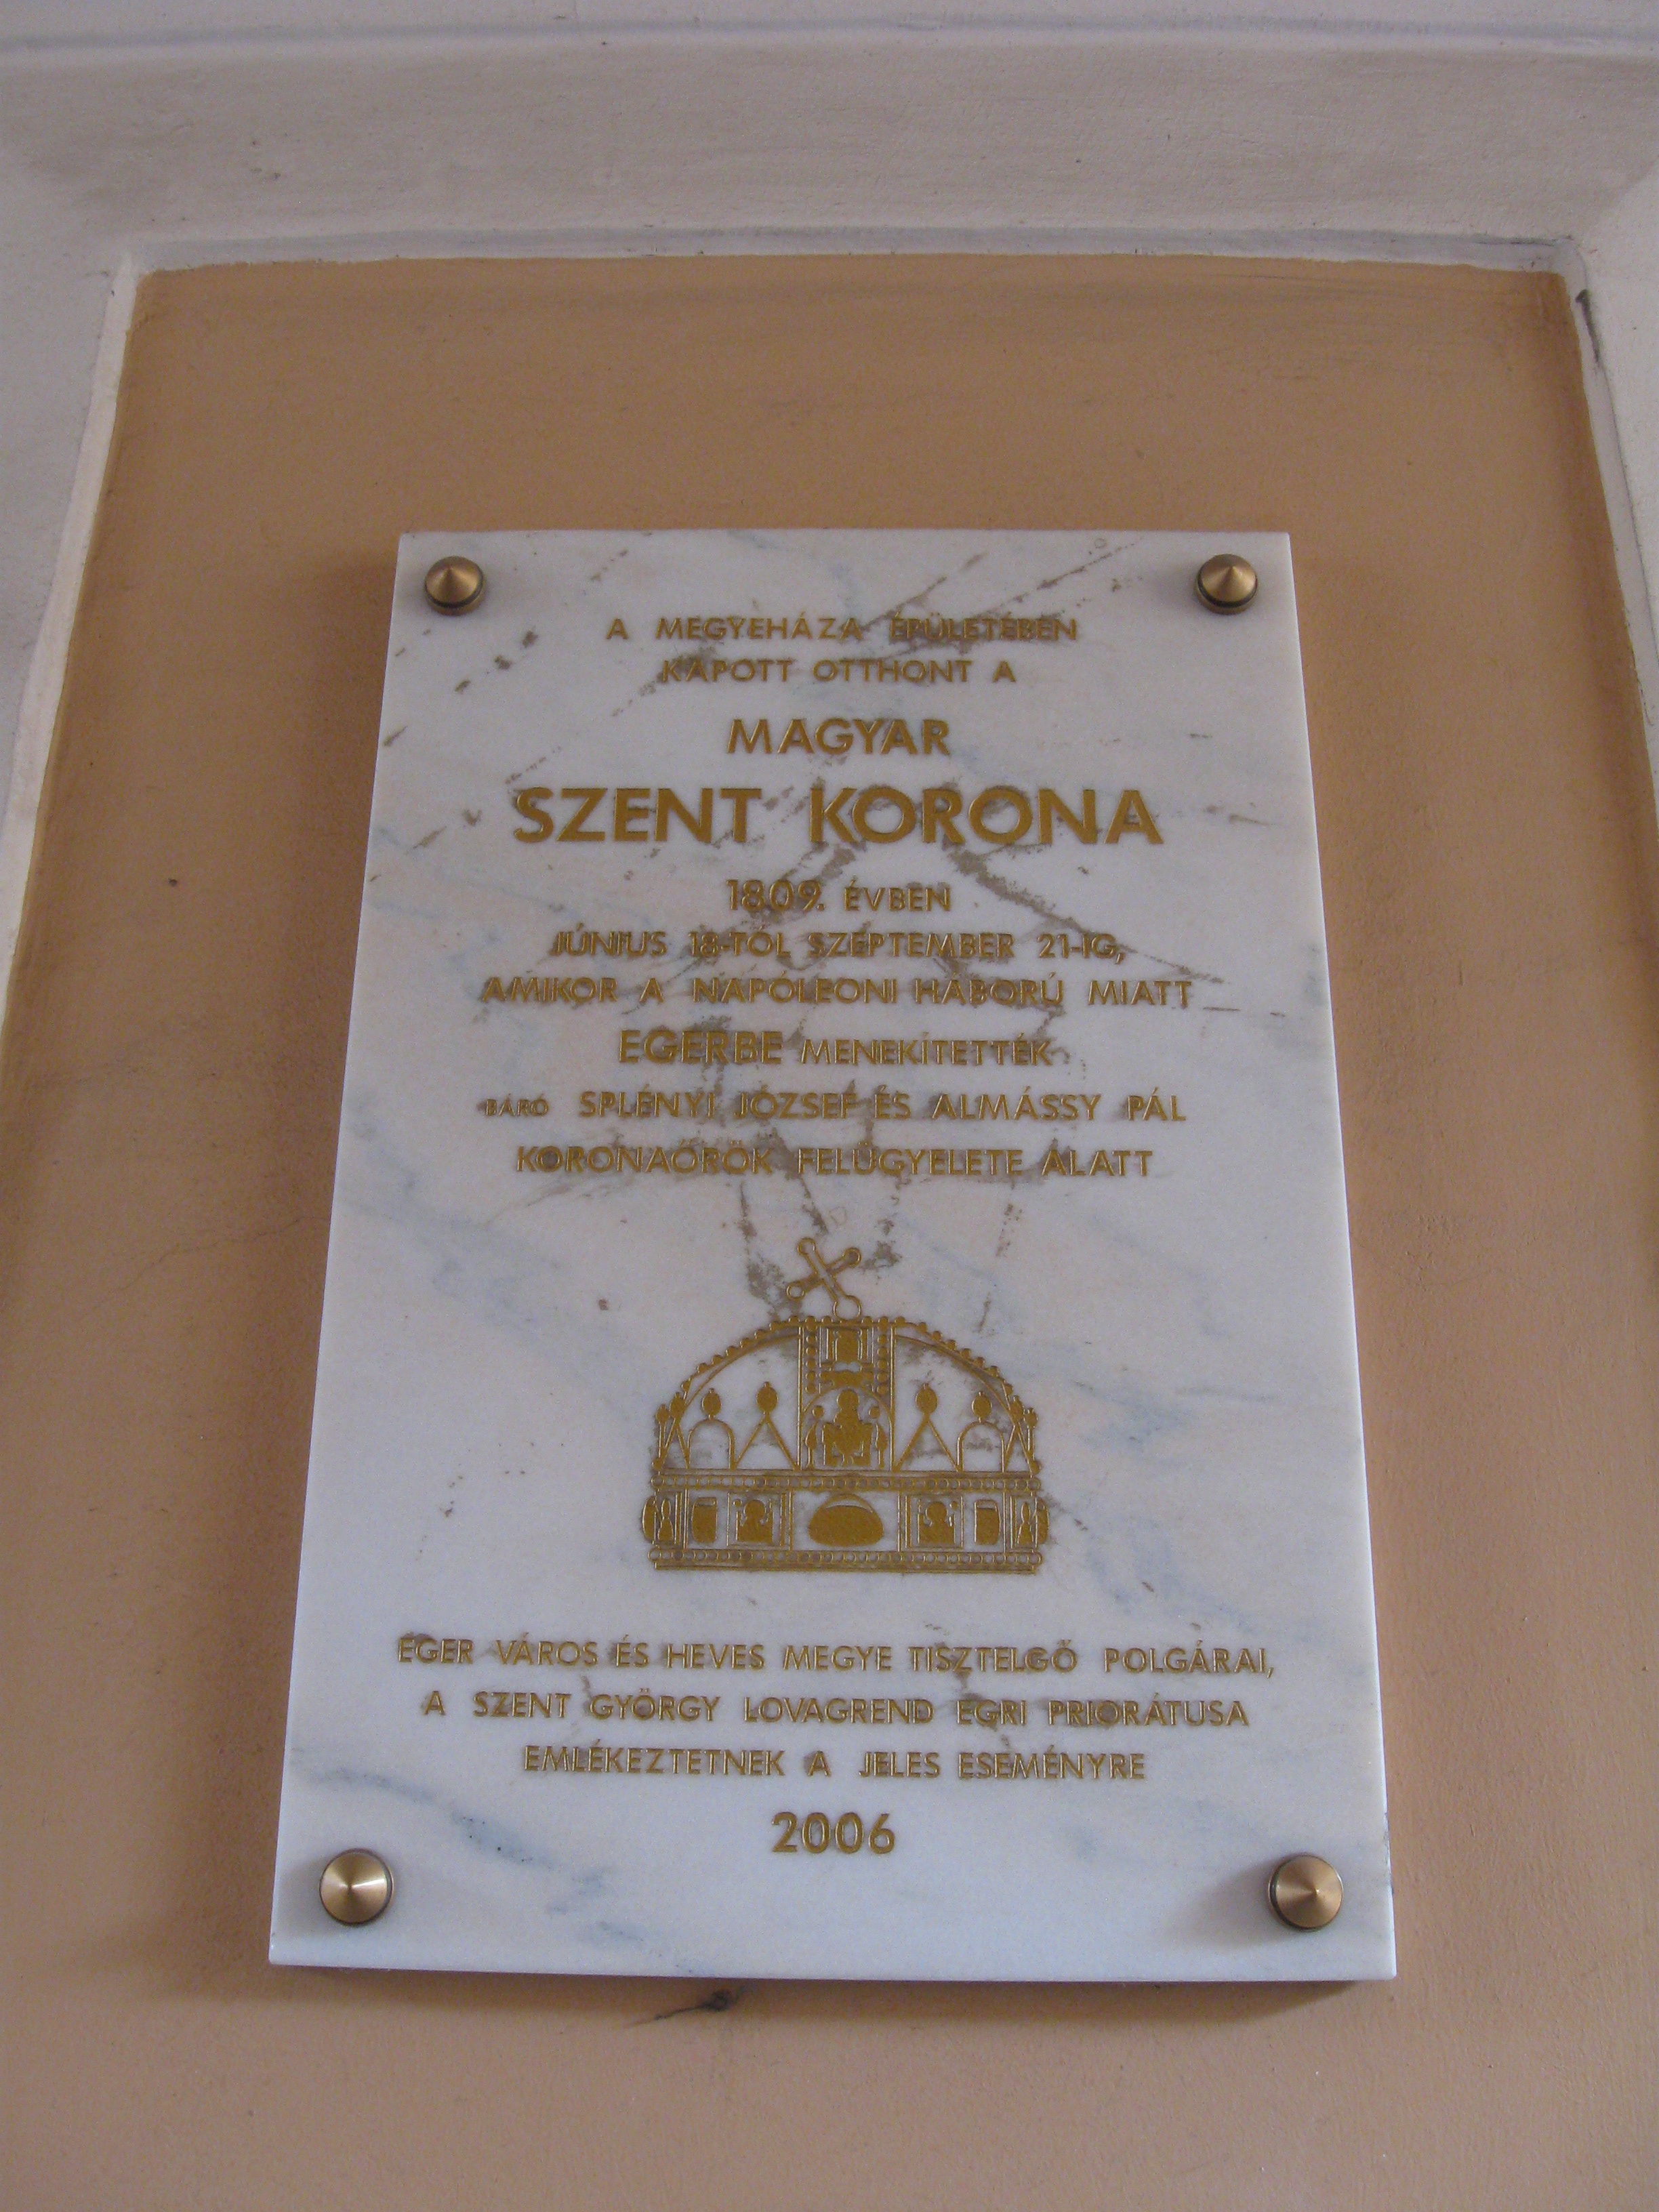 A MEGYEHÁZA ÉPÜLETÉBEN
KAPOTT OTTHONT A
MAGYAR
SZENT KORONA
1809. ÉVBEN
JÚNIUS 18-TÓL SZEPTEMBER 21-IG,
AMIKOR A NAPÓLEONI HÁBORÚ MIATT
EGERBE MENEKÍTETTÉK
BÁRÓ SPLÉNYI JÓZSEF ÉS ALMÁSSY PÁL
KORONAŐRÖK FELÜGYELETE ALATT
EGER VÁROS ÉS HEVES MEGYE TISZTELGŐ POLGÁRAI,
A SZENT GYÖRGY LOVAGREND EGRI PRIORÁTUSA
EMLÉKEZTETNEK A JELES ESEMÉNYRE
2006